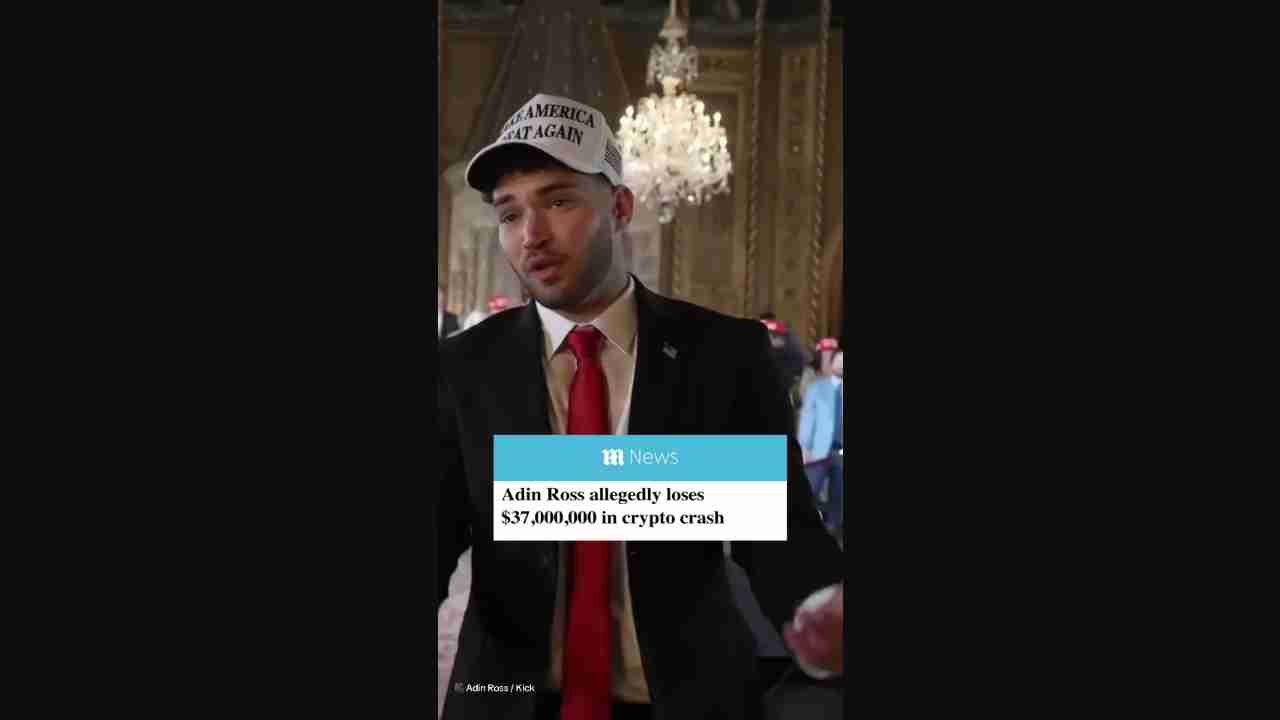 AMERICA
AGAIN
News
Adin Ross allegedly loses
$37,000,000 in crypto crash
Adin Ross / Kick